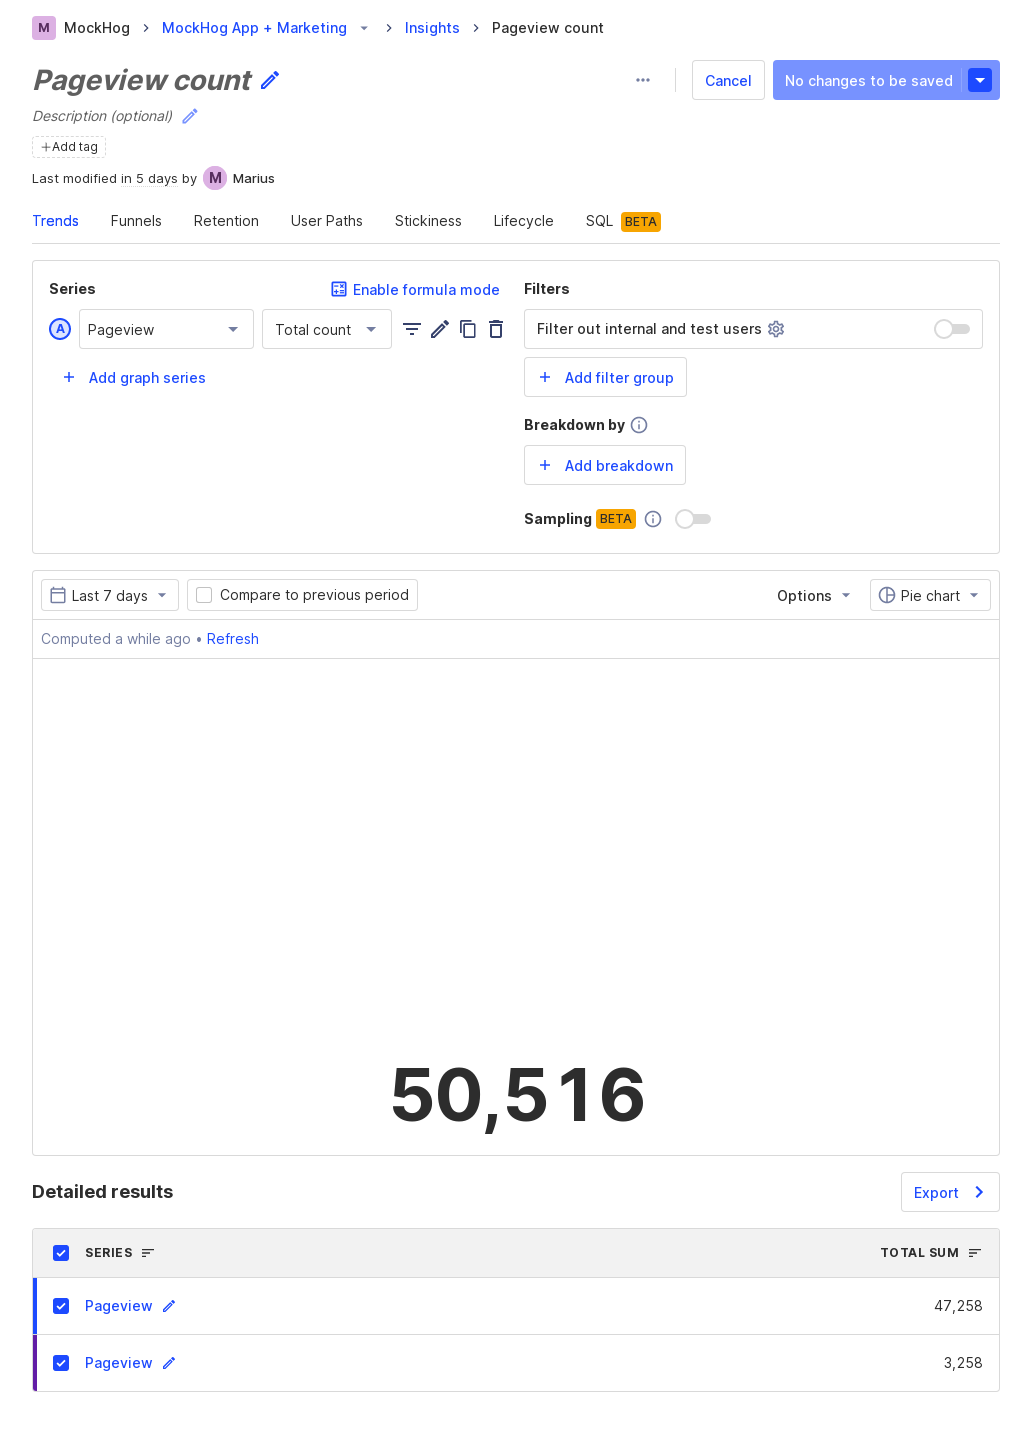 M MockHog MockHog App + Marketing Insights Pageview count
Pageview count
Cancel No changes to be saved
Description (optional)
Add tag
Last modified in 5 days by M Marius
Trends Funnels Retention User Paths Stickiness Lifecycle SQL BETA
Series Enable formula mode
A Pageview Total count
Add graph series
Filters
Filter out internal and test users
Add filter group
Breakdown by
Add breakdown
Sampling BETA
Last 7 days Compare to previous period Options Pie chart
Computed a while ago • Refresh
50,516
Detailed results Export
SERIES TOTAL SUM
Pageview 47,258
Pageview 3,258